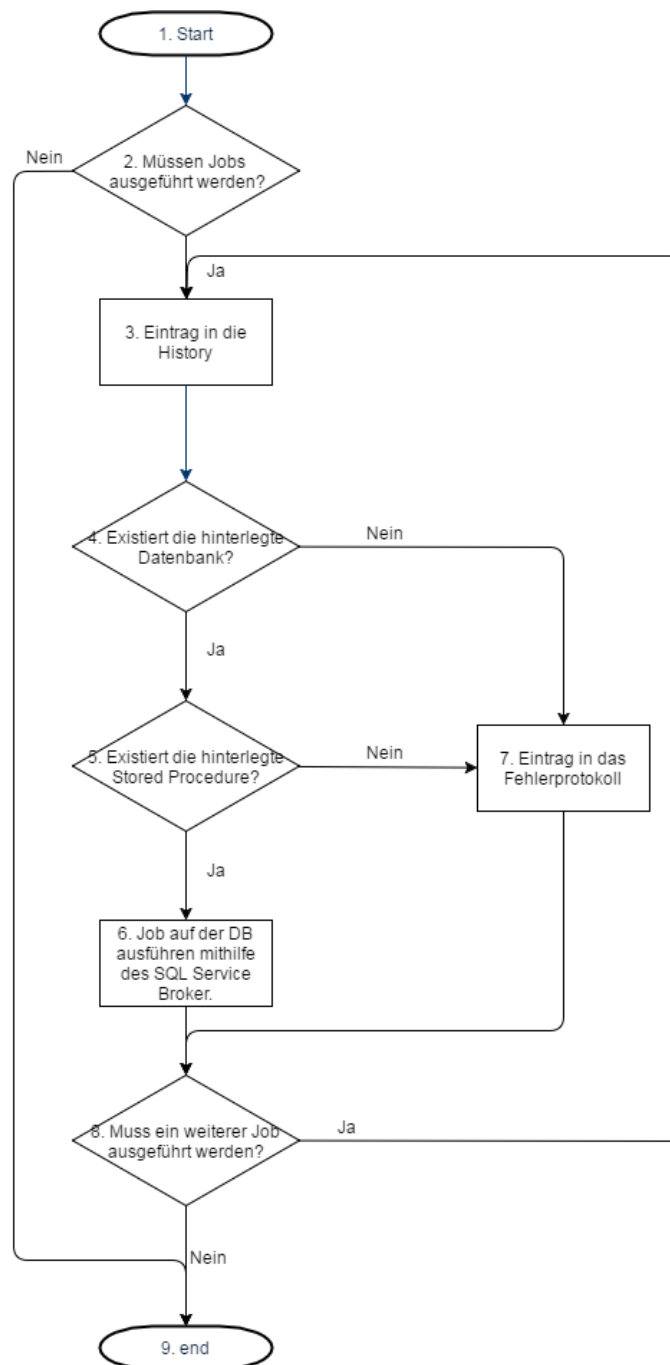 1. Start
Nein
2. Müssen Jobs
ausgeführt werden?
Ja
3. Eintrag in die
History
4. Existiert die hinterlegte
Datenbank?
Nein
Ja
5. Existiert die hinterlegte
Stored Procedure?
Nein
7. Eintrag in das
Fehlerprotokoll
Ja
6. Job auf der DB
ausführen mithilfe
des SQL Service
Broker.
8. Muss ein weiterer Job
ausgeführt werden?
Ja
Nein
9. end